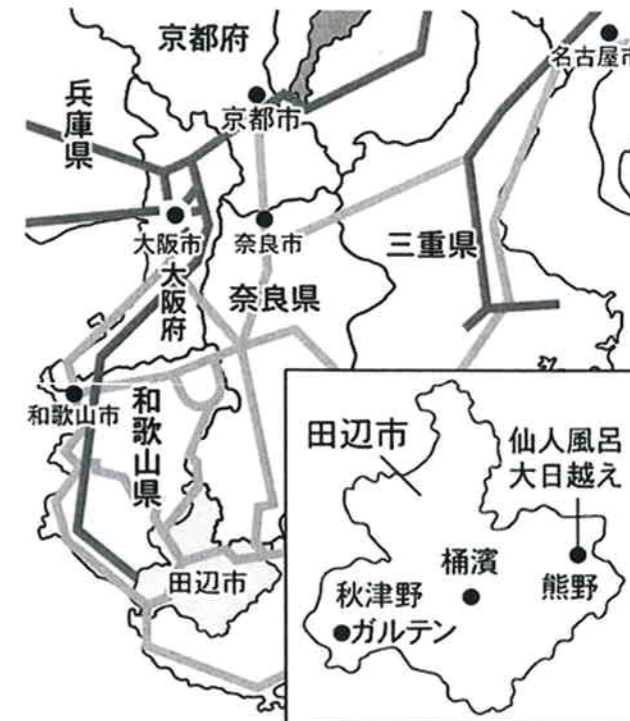 京都府
名古屋市
兵庫県
京都市
大阪市
奈良市
三重県
大阪府
奈良県
和歌山市
和歌山県
田辺市
田辺市
仙人風呂
大日越え
桶濱
熊野
秋津野
ガルテン